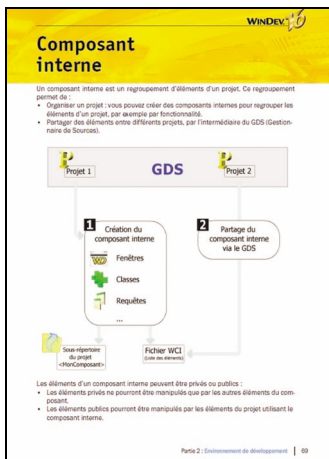 WINDEV 10
Composant
interne
Un composant interne est un regroupement d'éléments d'un projet. Ce regroupement
permet de :
• Organiser un projet : vous pouvez créer des composants internes pour regrouper les
éléments d'un projet, par exemple par fonctionnalité.
• Partager des éléments entre différents projets, par l'intermédiaire du GDS (Gestion-
naire de Sources).
Projet 1
GDS
Projet 2
1
Création du
composant interne
WD
Fenêtres
Classes
Requêtes
...
2
Partage du
composant interne
via le GDS
Sous-répertoire
du projet
<MonComposant>
Fichier WCI
(Liste des éléments)
Les éléments d'un composant interne peuvent être privés ou publics :
• Les éléments privés ne pourront être manipulés que par les autres éléments du com-
posant.
• Les éléments publics pourront être manipulés par les éléments du projet utilisant le
composant interne.
Partie 2 : Environnement de développement | 69